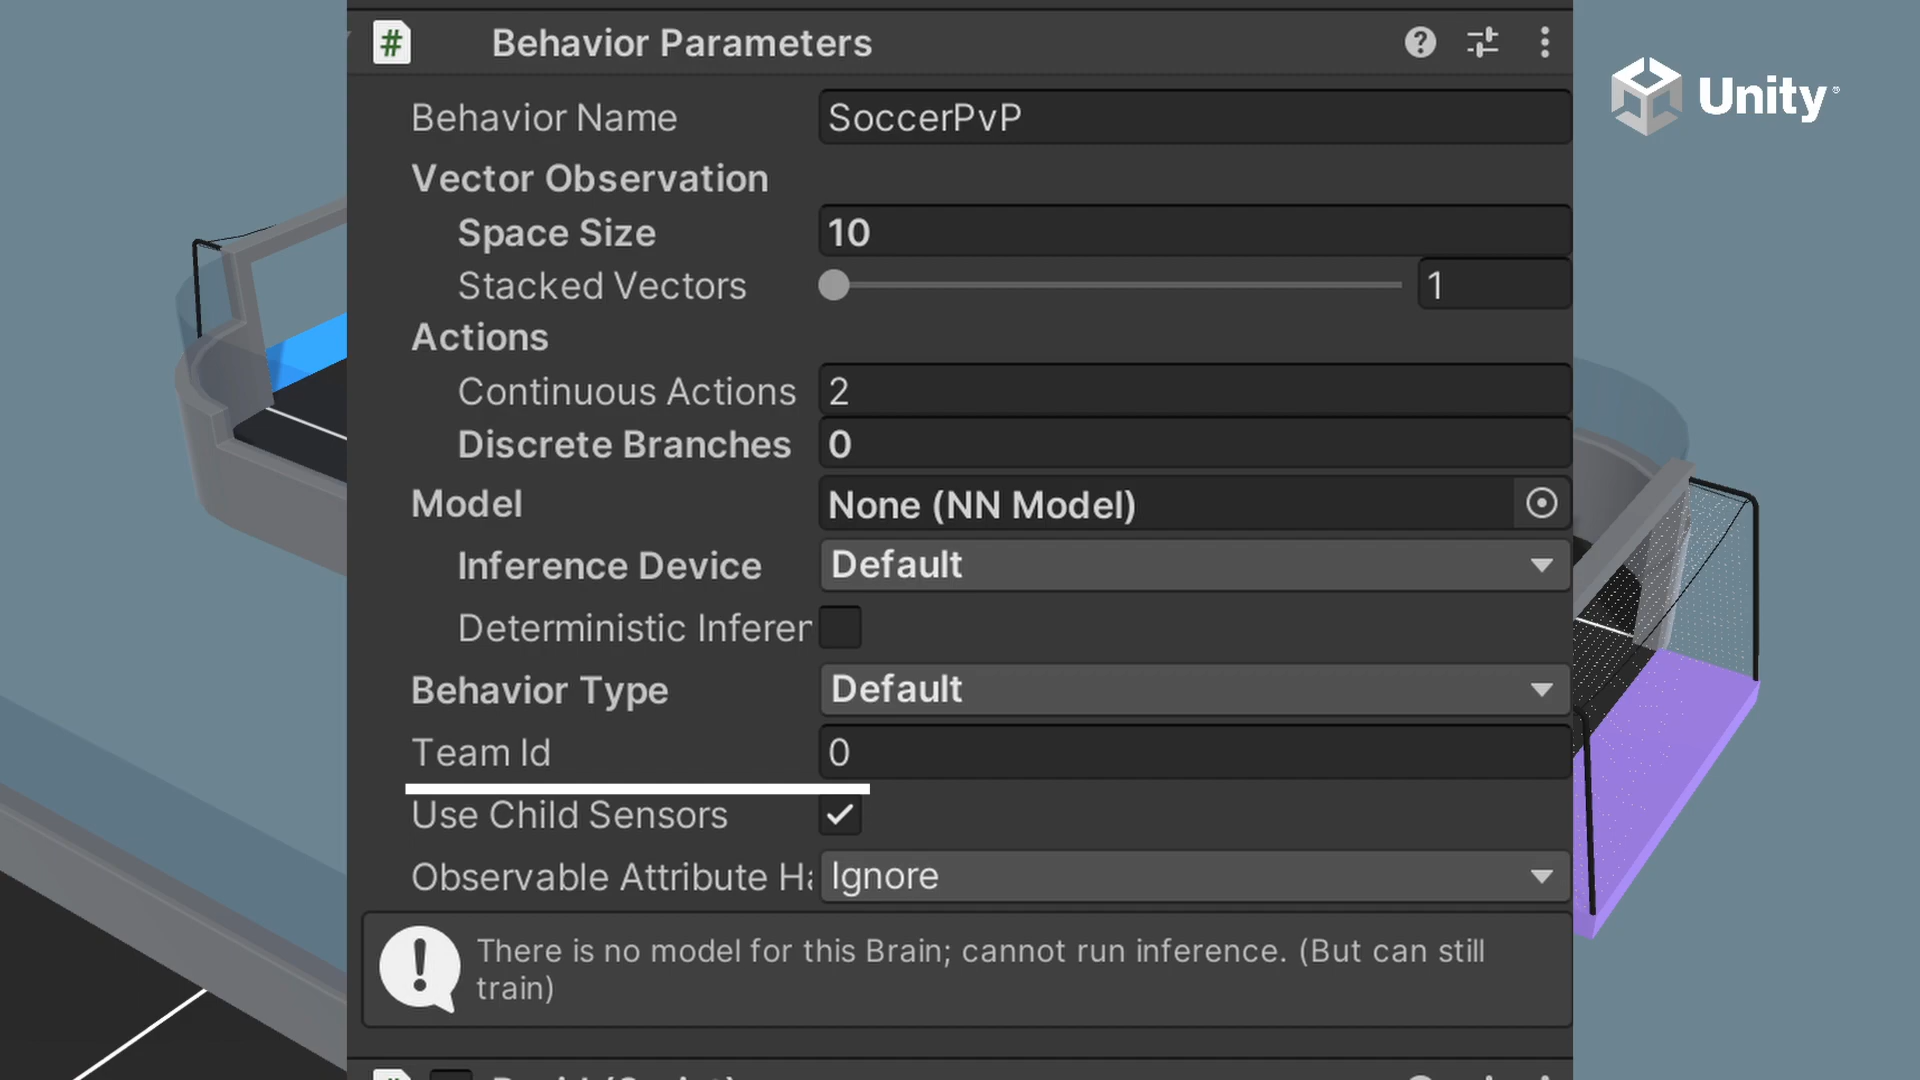 Behavior Parameters
Unity
Behavior Name SoccerPvP
Vector Observation
Space Size 10
Stacked Vectors 1
Actions
Continuous Actions 2
Discrete Branches 0
Model None (NN Model)
Inference Device Default
Deterministic Inferen
Behavior Type Default
Team Id 0
Use Child Sensors
Observable Attribute Ha Ignore
There is no model for this Brain; cannot run inference. (But can still
train)